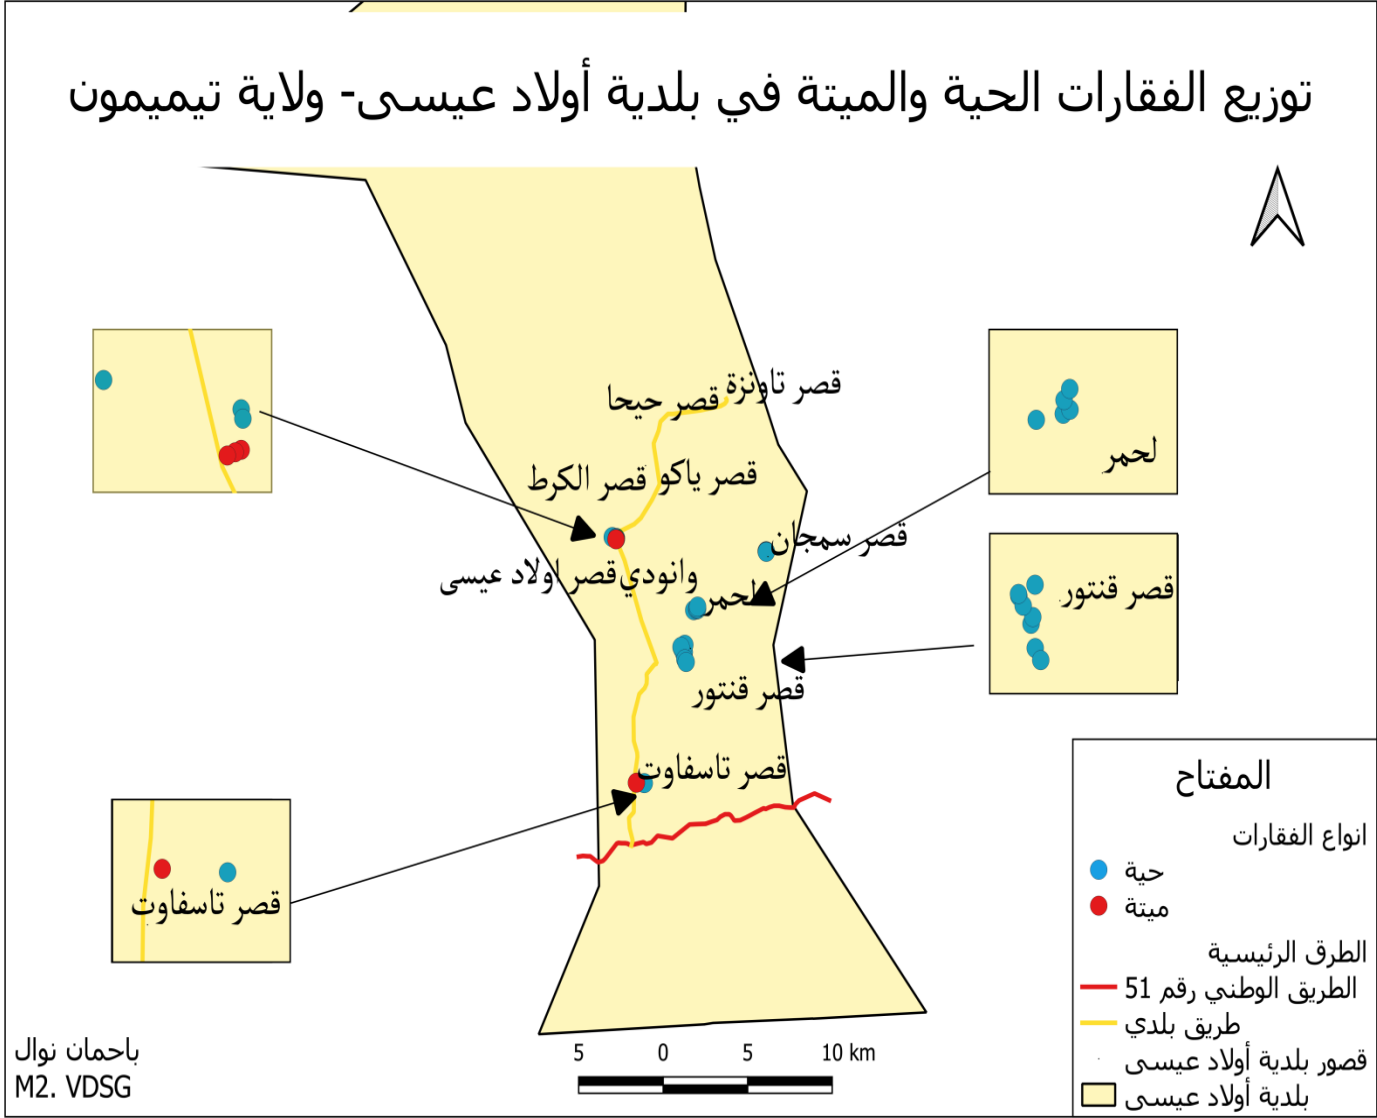 توزيع الفقارات الحية والميتة في بلدية أولاد عيسى- ولاية تيميمون
قصر تاونزة
قصر حيحا
قصر ياكو
قصر الكرط
قصر سمجان
وانودي
قصر اولاد عيسى
لحمر
قصر قنتور
قصر تاسفاوت
لحمر
قصر قنتور
قصر تاسفاوت
المفتاح
انواع الفقارات
حية
ميتة
الطرق الرئيسية
الطريق الوطني رقم 51
طريق بلدي
قصور بلدية أولاد عيسى
بلدية أولاد عيسى
5 0 5 10 km
باحمان نوال
M2. VDSG